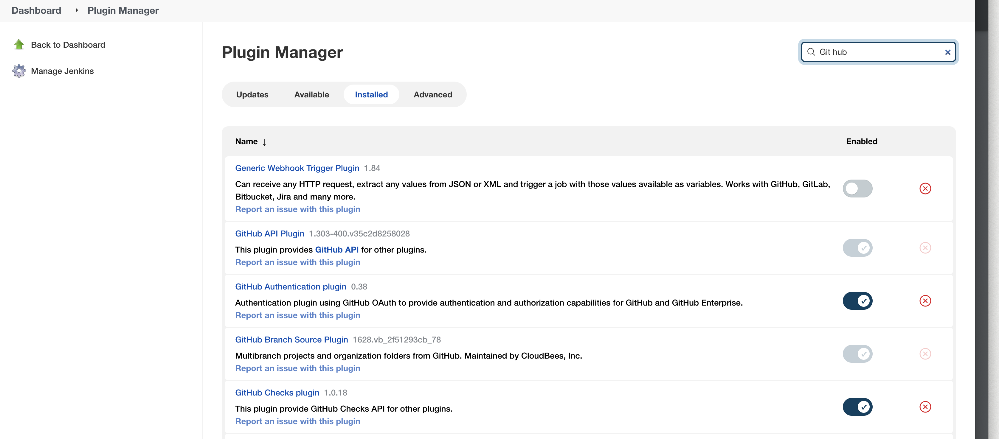 Dashboard
Plugin Manager
Back to Dashboard
Manage Jenkins
Plugin Manager
Git hub
Updates
Available
Installed
Advanced
Name ↓
Enabled
Generic Webhook Trigger Plugin 1.84
Can receive any HTTP request, extract any values from JSON or XML and trigger a job with those values available as variables. Works with GitHub, GitLab,
Bitbucket, Jira and many more.
Report an issue with this plugin
GitHub API Plugin 1.303-400.v35c2d8258028
This plugin provides GitHub API for other plugins.
Report an issue with this plugin
GitHub Authentication plugin 0.38
Authentication plugin using GitHub OAuth to provide authentication and authorization capabilities for GitHub and GitHub Enterprise.
Report an issue with this plugin
GitHub Branch Source Plugin 1628.vb_2f51293cb_78
Multibranch projects and organization folders from GitHub. Maintained by CloudBees, Inc.
Report an issue with this plugin
GitHub Checks plugin 1.0.18
This plugin provide GitHub Checks API for other plugins.
Report an issue with this plugin